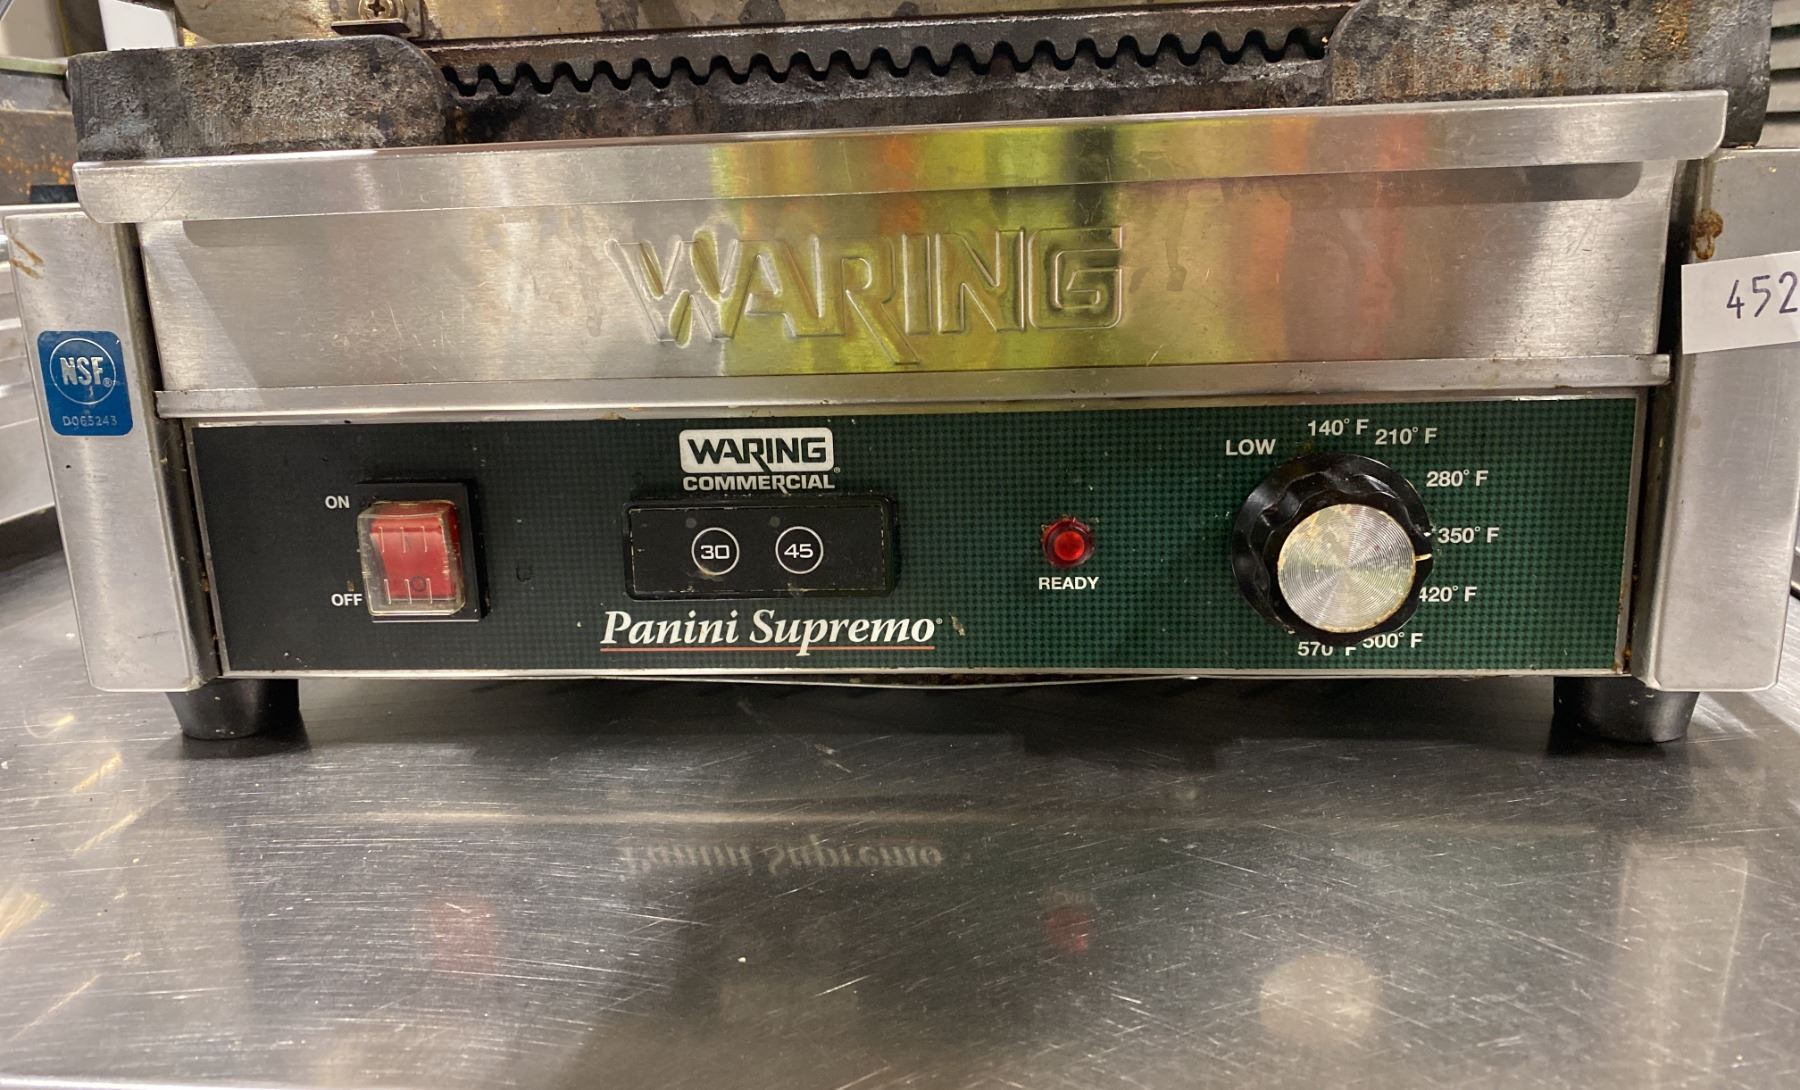 WARING
NSF®
452
WARING®
COMMERCIAL
ON
OFF
30 45
READY
Panini Supremo®
LOW
140° F
210° F
280° F
350° F
420° F
500° F
570° F